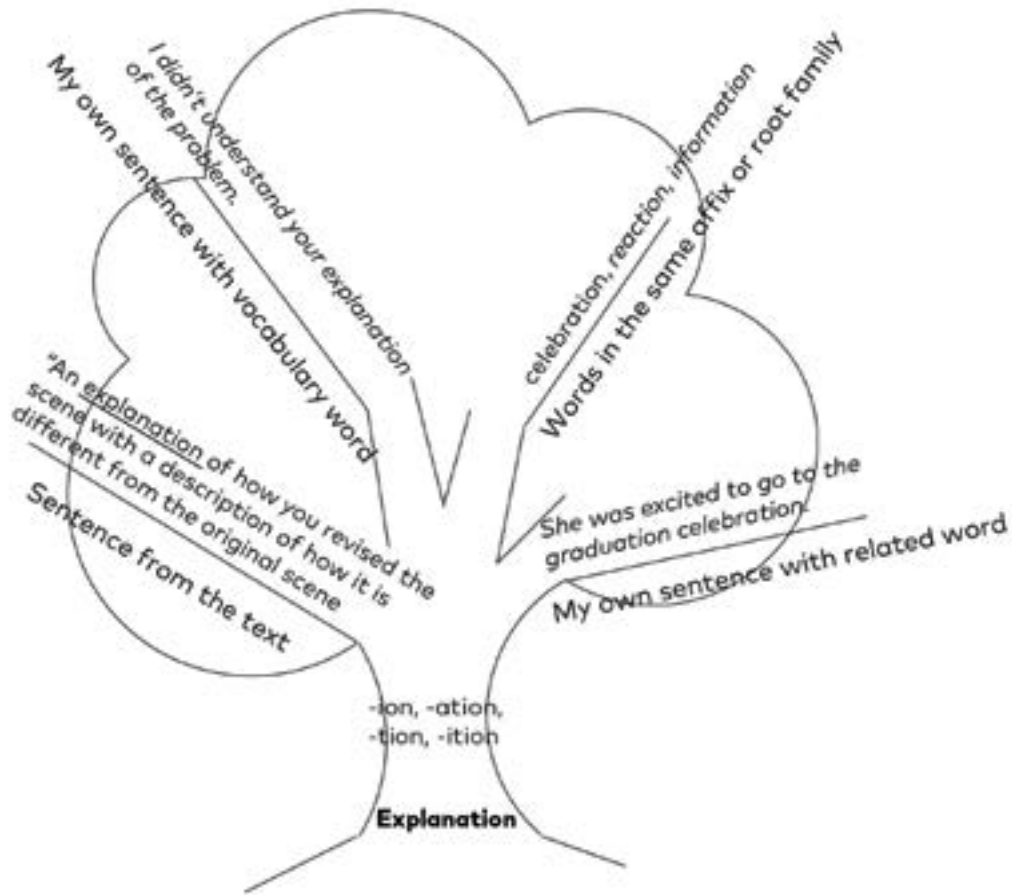 I didn't understand your explanation
of the problem.
My own sentence with vocabulary word
celebration, reaction, information
Words in the same affix or root family
"An explanation of how you revised the
scene with a description of how it is
different from the original scene
Sentence from the text
She was excited to go to the
graduation celebration.
My own sentence with related word
-ion, -ation,
-tion, -ition
Explanation